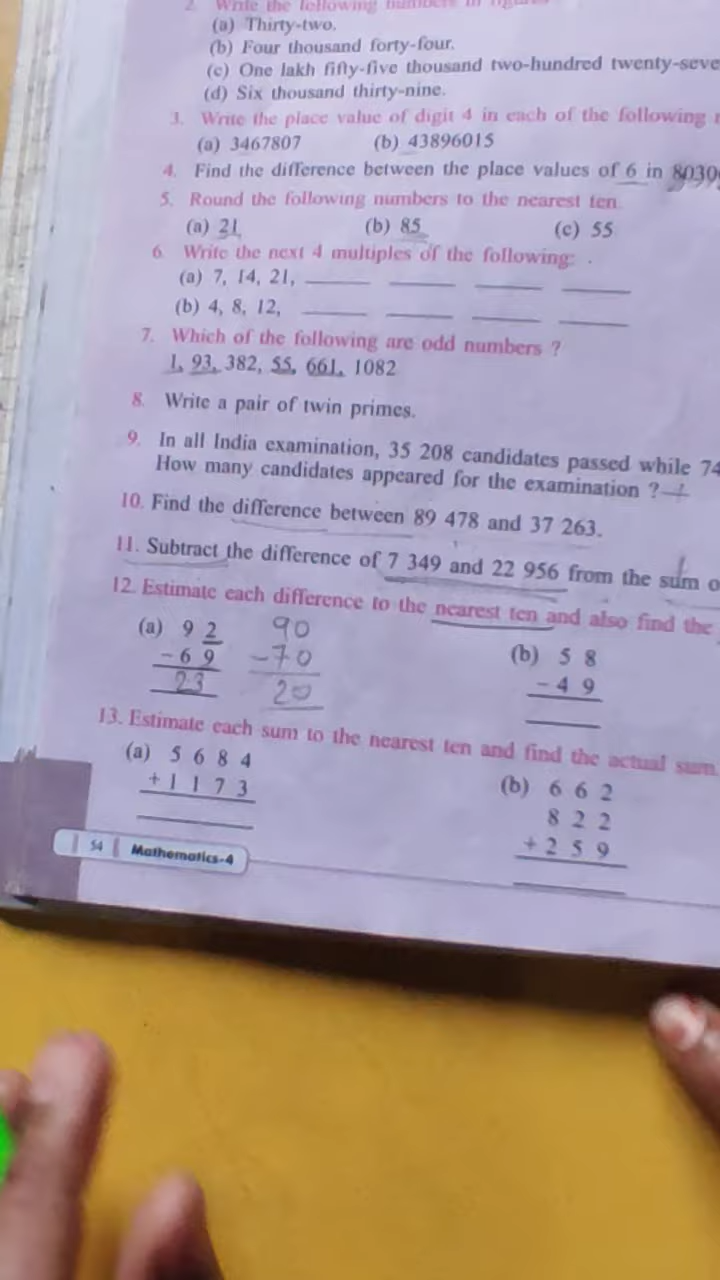 2. Write the following numbers in figures
(a) Thirty-two.
(b) Four thousand forty-four.
(c) One lakh fifty-five thousand two-hundred twenty-seve
(d) Six thousand thirty-nine.
3. Write the place value of digit 4 in each of the following
(a) 3467807 (b) 43896015
4. Find the difference between the place values of 6 in 8030
5. Round the following numbers to the nearest ten.
(a) 21 (b) 85 (c) 55
6. Write the next 4 multiples of the following:
(a) 7, 14, 21,
(b) 4, 8, 12,
7. Which of the following are odd numbers ?
1, 93, 382, 55, 661, 1082
8. Write a pair of twin primes.
9. In all India examination, 35 208 candidates passed while 74
How many candidates appeared for the examination ?
10. Find the difference between 89 478 and 37 263.
11. Subtract the difference of 7 349 and 22 956 from the sum o
12. Estimate each difference to the nearest ten and also find the
(a) 9 2 90 (b) 5 8
- 6 9 -70 - 4 9
23 20
13. Estimate each sum to the nearest ten and find the actual sum.
(a) 5 6 8 4 (b) 6 6 2
+ 1 1 7 3 8 2 2
+ 2 5 9
54 Mathematics-4